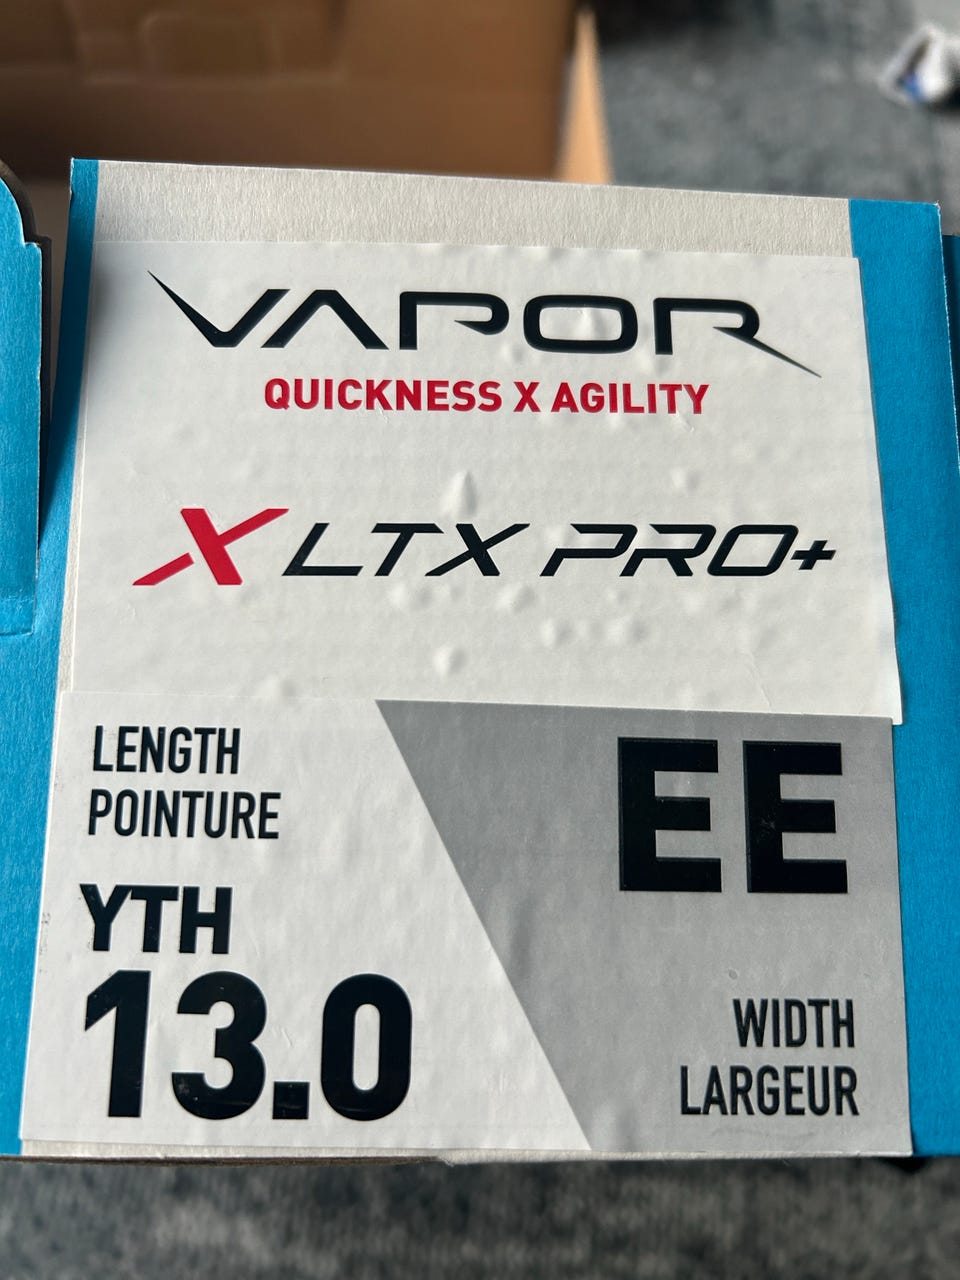 VAPOR
QUICKNESS X AGILITY
X LTX PRO+
LENGTH
POINTURE
YTH
13.0
EE
WIDTH
LARGEUR